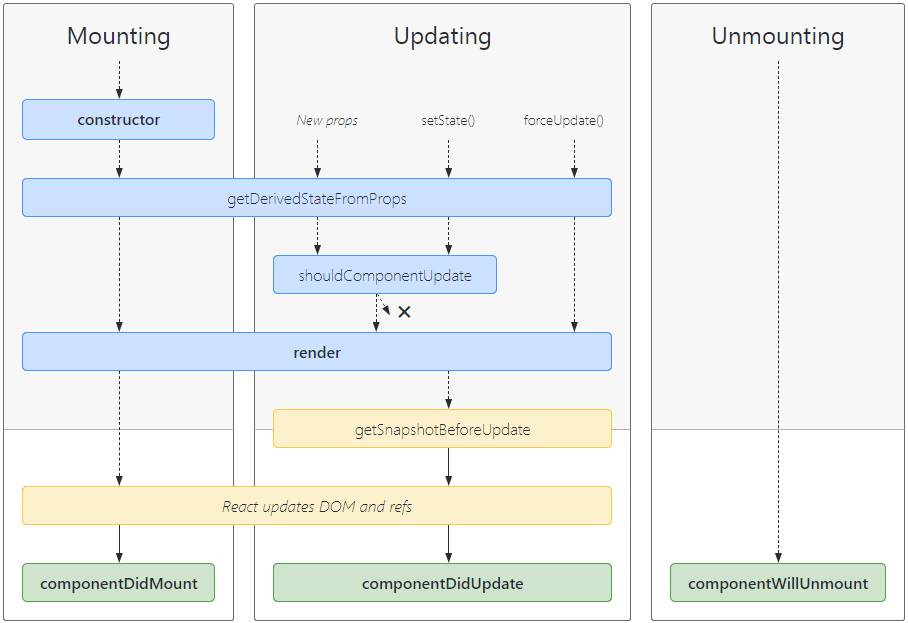 Mounting
Updating
Unmounting
constructor
New props
setState()
forceUpdate()
getDerivedStateFromProps
shouldComponentUpdate
render
getSnapshotBeforeUpdate
React updates DOM and refs
componentDidMount
componentDidUpdate
componentWillUnmount